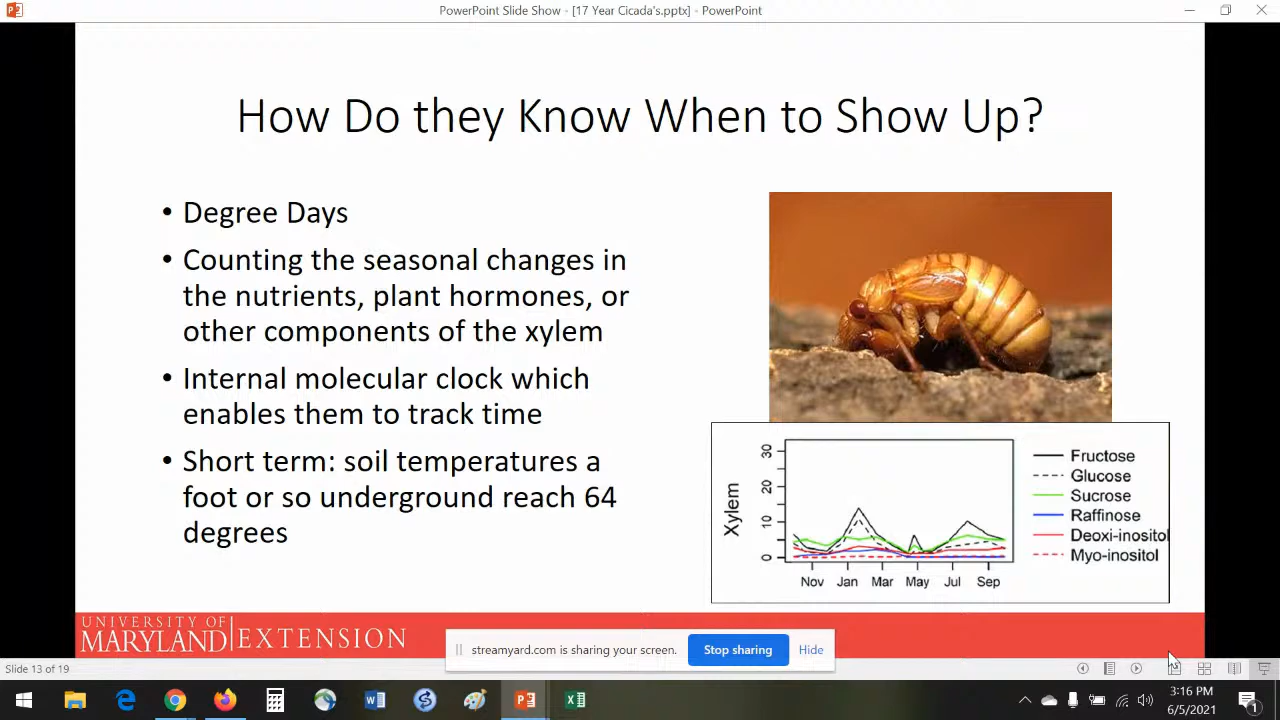 PowerPoint Slide Show - [17 Year Cicada's.pptx] - PowerPoint
How Do they Know When to Show Up?
• Degree Days
• Counting the seasonal changes in
the nutrients, plant hormones, or
other components of the xylem
• Internal molecular clock which
enables them to track time
• Short term: soil temperatures a
foot or so underground reach 64
degrees
Xylem
30
20
10
0
Nov Jan Mar May Jul Sep
Fructose
Glucose
Sucrose
Raffinose
Deoxi-inositol
Myo-inositol
UNIVERSITY OF
MARYLAND EXTENSION
streamyard.com is sharing your screen.
Stop sharing
Hide
Slide 13 of 19
3:16 PM
6/5/2021
1